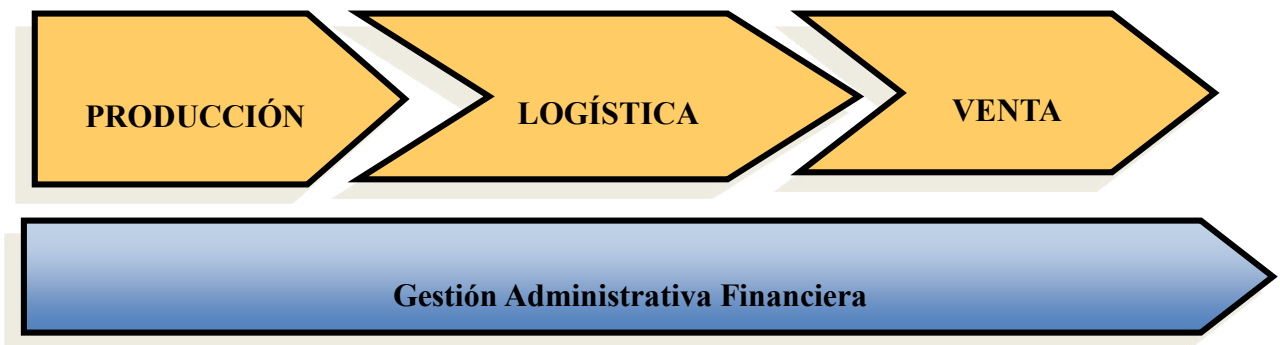 PRODUCCIÓN
LOGÍSTICA
VENTA
Gestión Administrativa Financiera